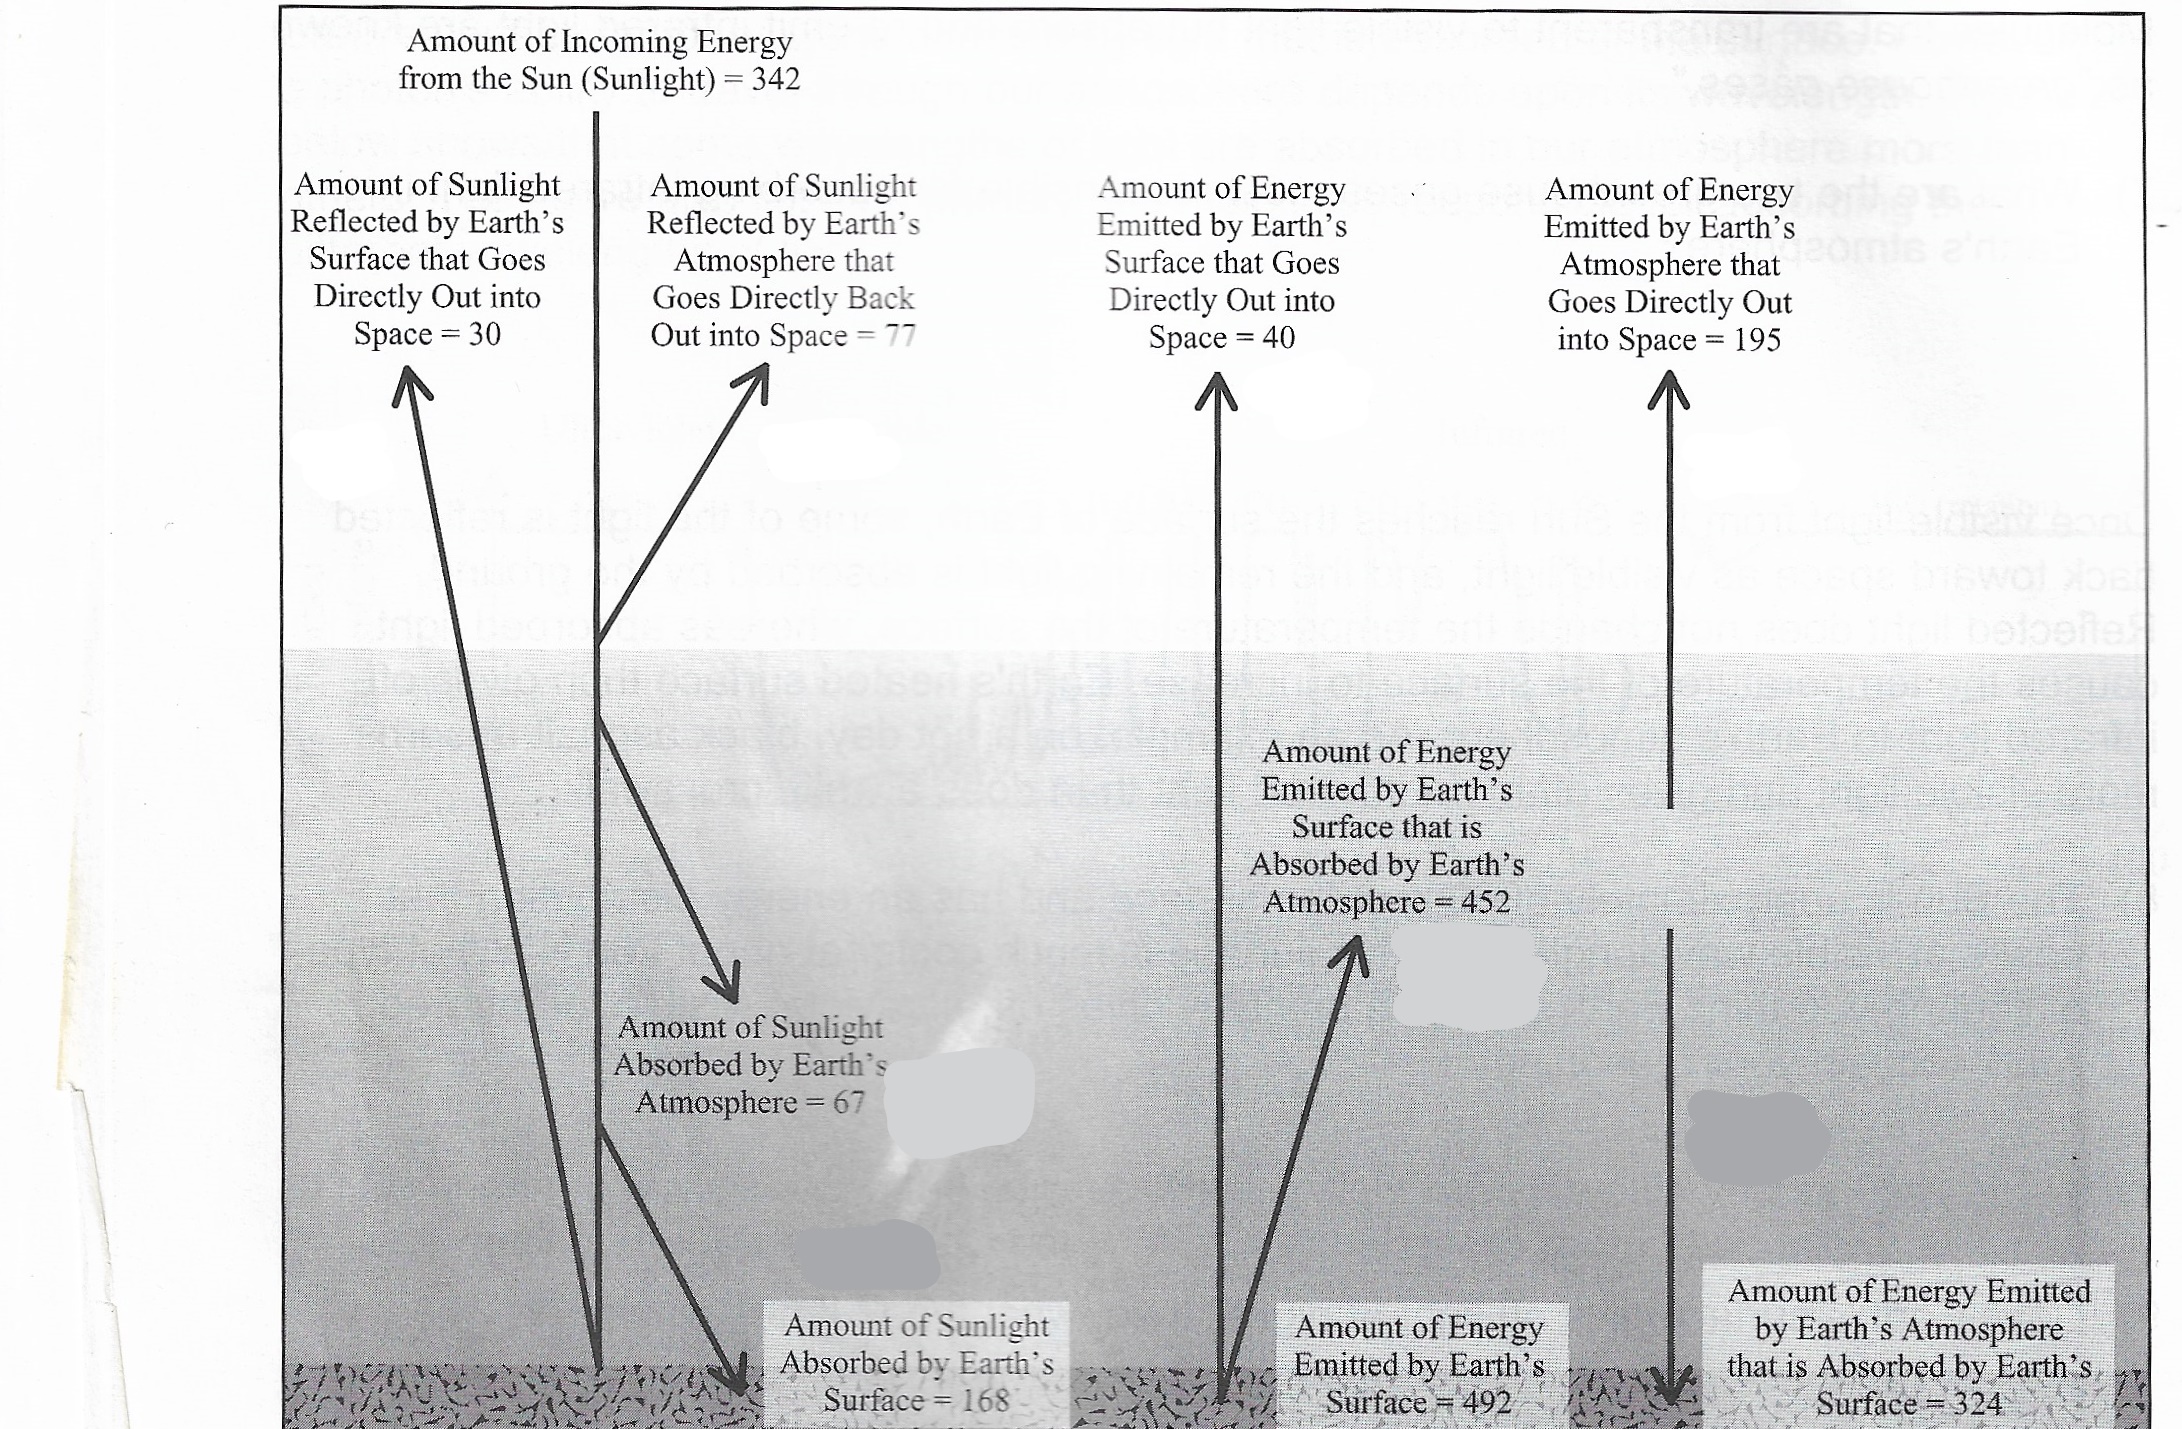 Amount of Incoming Energy
from the Sun (Sunlight) = 342
Amount of Sunlight
Reflected by Earth's
Surface that Goes
Directly Out into
Space = 30
Amount of Sunlight
Reflected by Earth's
Atmosphere that
Goes Directly Back
Out into Space = 77
Amount of Energy
Emitted by Earth's
Surface that Goes
Directly Out into
Space = 40
Amount of Energy
Emitted by Earth's
Atmosphere that
Goes Directly Out
into Space = 195
Amount of Energy
Emitted by Earth's
Surface that is
Absorbed by Earth's
Atmosphere = 452
Amount of Sunlight
Absorbed by Earth's
Atmosphere = 67
Amount of Sunlight
Absorbed by Earth's
Surface = 168
Amount of Energy
Emitted by Earth's
Surface = 492
Amount of Energy Emitted
by Earth's Atmosphere
that is Absorbed by Earth's
Surface = 324